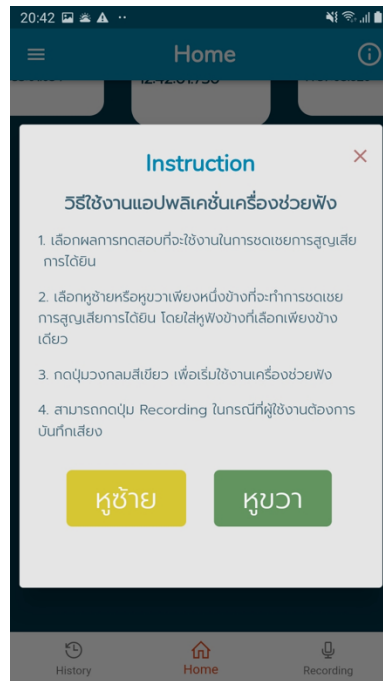 20:42
Home
12:42:01.750
Instruction
วิธีใช้งานแอปพลิเคชั่นเครื่องช่วยฟัง
1. เลือกผลการทดสอบที่จะใช้งานในการชดเชยการสูญเสีย
การได้ยิน
2. เลือกหูซ้ายหรือหูขวาเพียงหนึ่งข้างที่จะทำการชดเชย
การสูญเสียการได้ยิน โดยใส่หูฟังข้างที่เลือกเพียงข้าง
เดียว
3. กดปุ่มวงกลมสีเขียว เพื่อเริ่มใช้งานเครื่องช่วยฟัง
4. สามารถกดปุ่ม Recording ในกรณีที่ผู้ใช้งานต้องการ
บันทึกเสียง
หูซ้าย หูขวา
History Home Recording